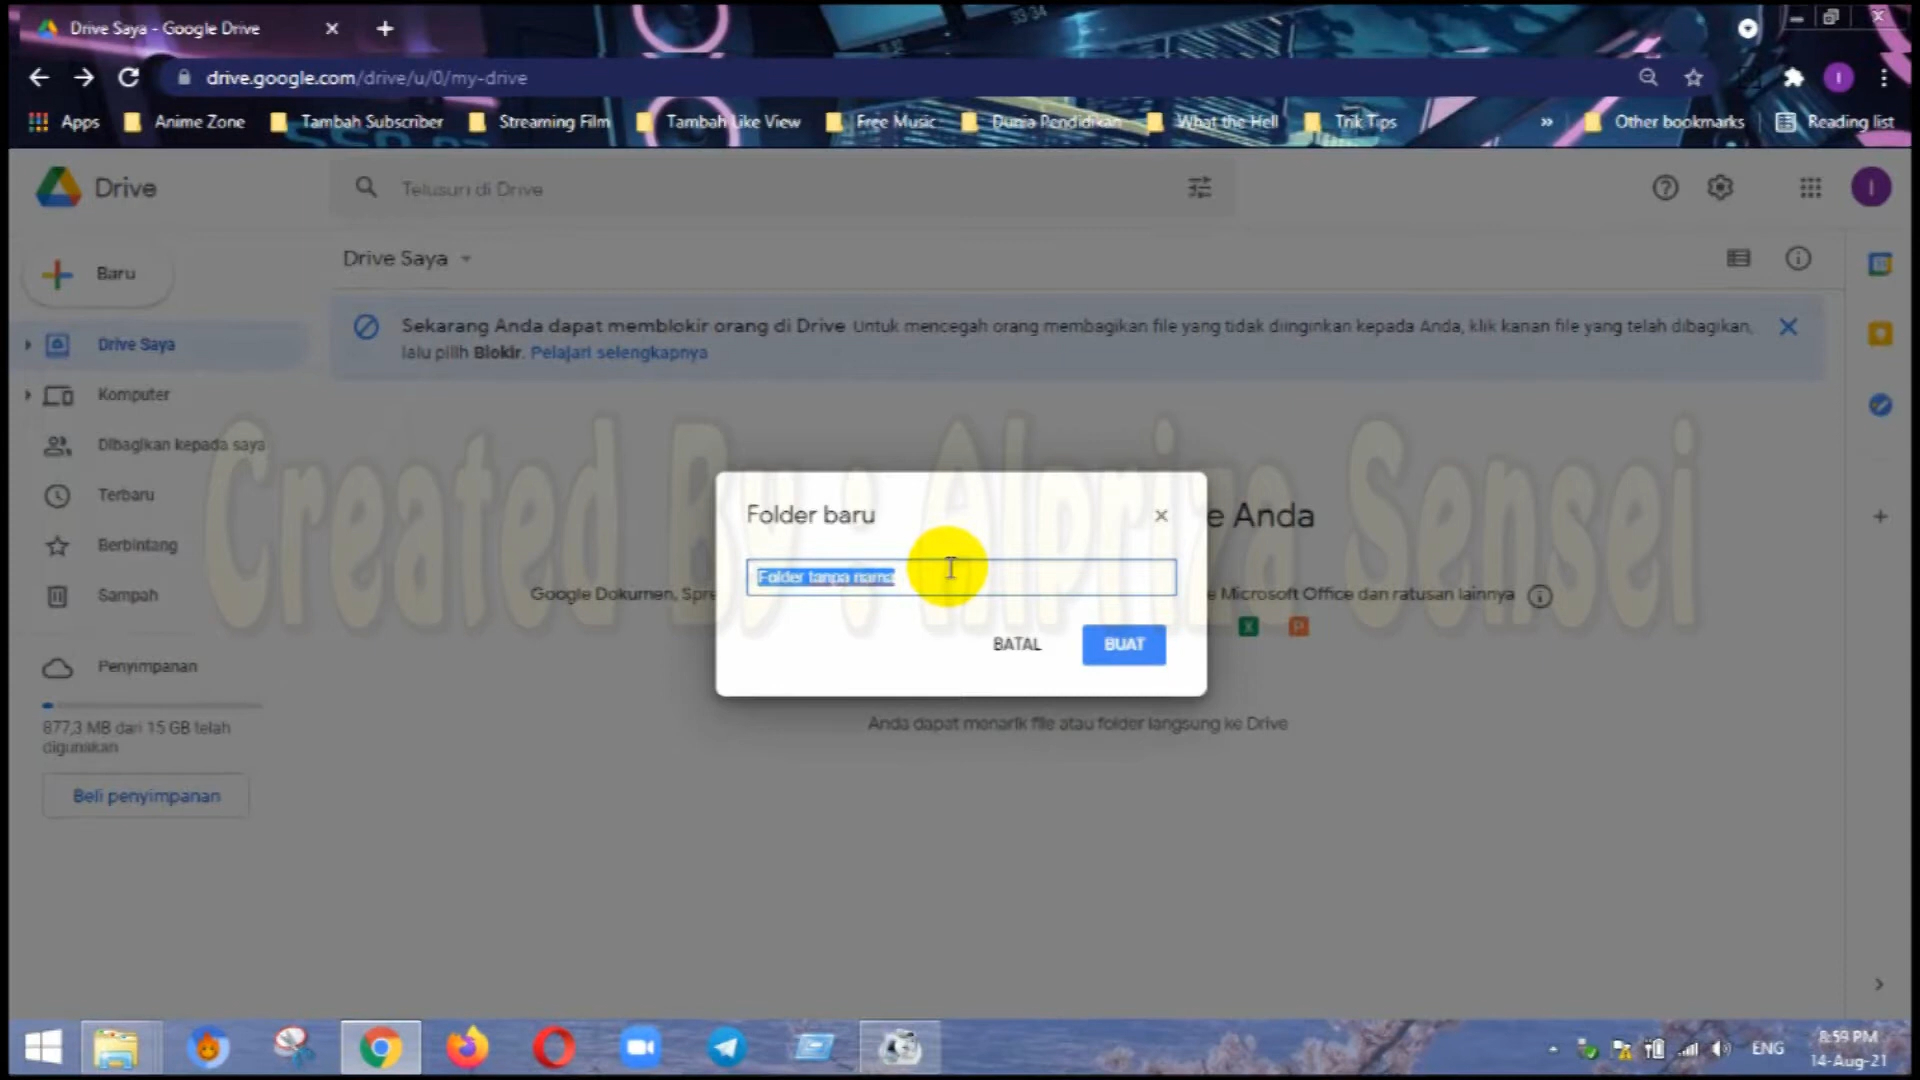 Drive Saya - Google Drive
drive.google.com/drive/u/0/my-drive
Apps
Anime Zone
Tambah Subscriber
Streaming Film
Tambah Like View
Free Music
Dunia Pendidikan
What the Hell
Trik Tips
»
Other bookmarks
Reading list
Drive
Telusuri di Drive
I
Baru
Drive Saya
Sekarang Anda dapat memblokir orang di Drive Untuk mencegah orang membagikan file yang tidak diinginkan kepada Anda, klik kanan file yang telah dibagikan,
lalu pilih Blokir. Pelajari selengkapnya
Drive Saya
Komputer
Dibagikan kepada saya
Terbaru
Berbintang
Sampah
Penyimpanan
877,3 MB dari 15 GB telah
digunakan
Beli penyimpanan
Created By : Alpriza Sensei
Folder baru
e Anda
Folder tanpa nama
Google Dokumen, Spre
e Microsoft Office dan ratusan lainnya
BATAL
BUAT
Anda dapat menarik file atau folder langsung ke Drive
ENG
8:59 PM
14-Aug-21